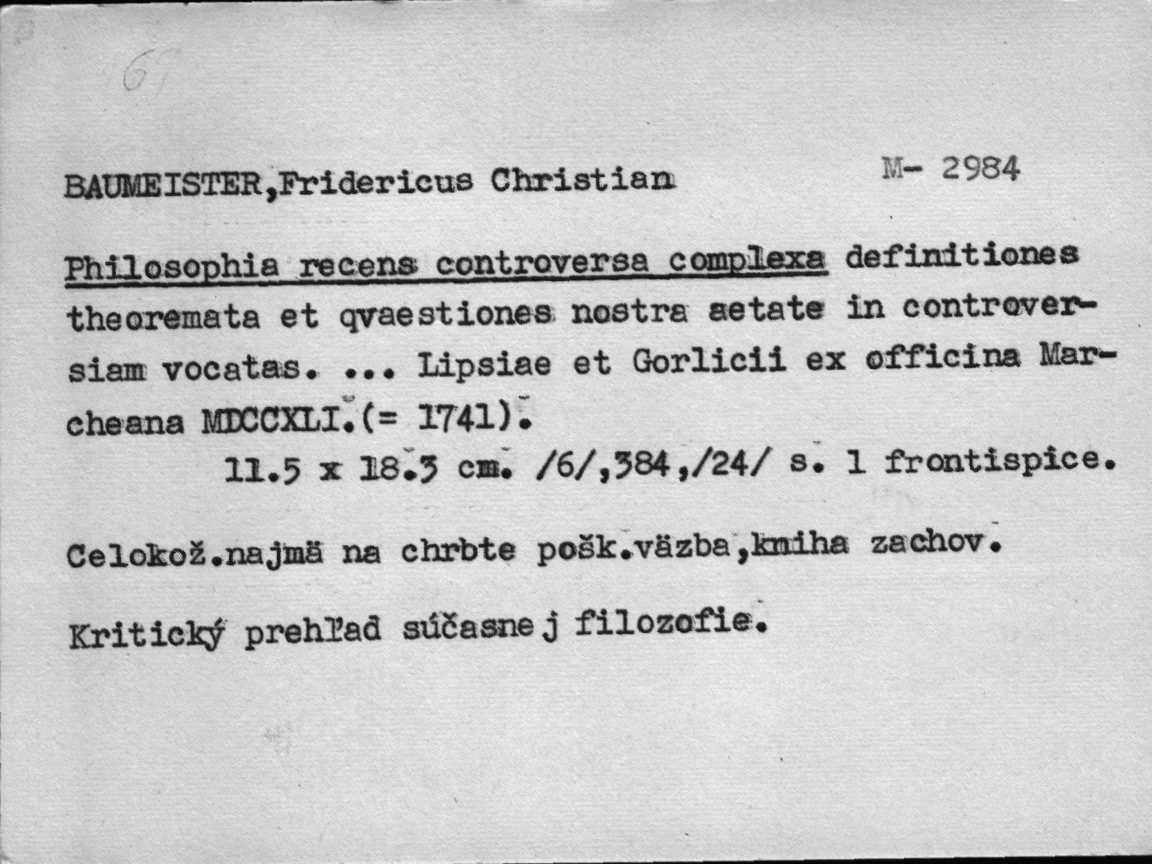 6
BAUMEISTER,Fridericus Christian M- 2984
Philosophia recens controversa complexa definitiones
theoremata et qvaestiones nostra aetate in controver-
siam vocatas. ... Lipsiae et Gorlicii ex officina Mar-
cheana MDCCXLI.(= 1741).
11.5 x 18.3 cm. /6/,384,/24/ s. 1 frontispice.
Celokož.najmä na chrbte pošk.väzba,kniha zachov.
Kritický prehľad súčasnej filozofie.